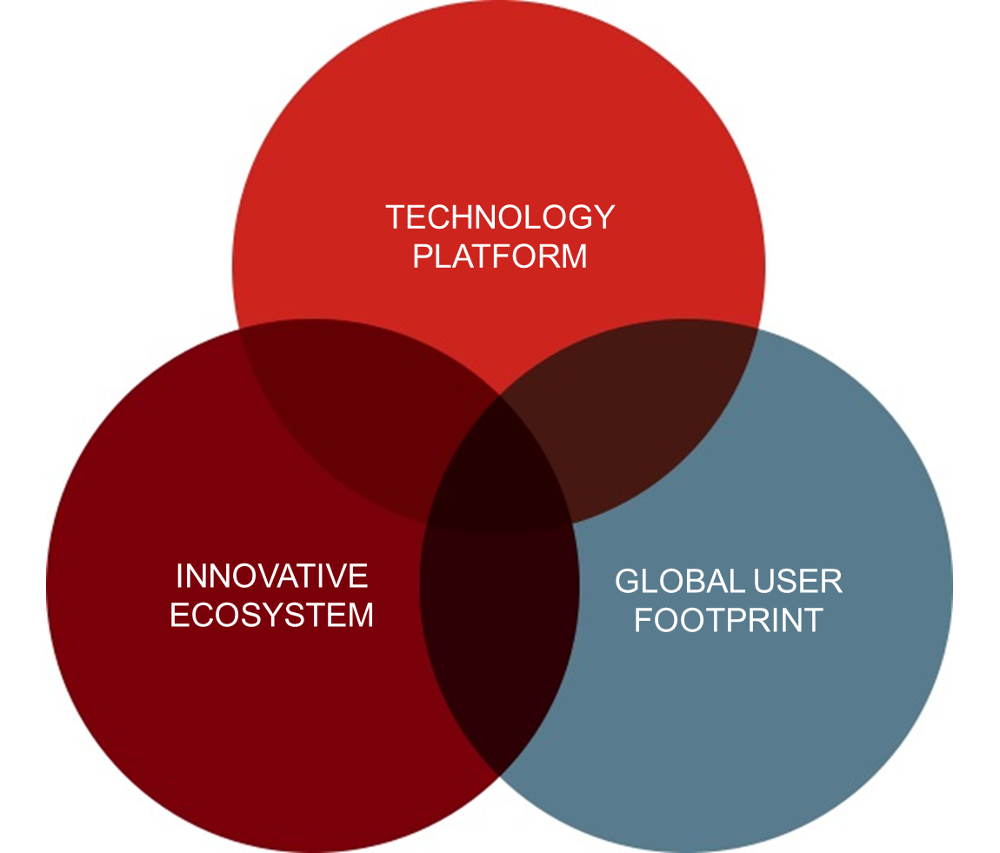 TECHNOLOGY
PLATFORM
INNOVATIVE
ECOSYSTEM
GLOBAL USER
FOOTPRINT